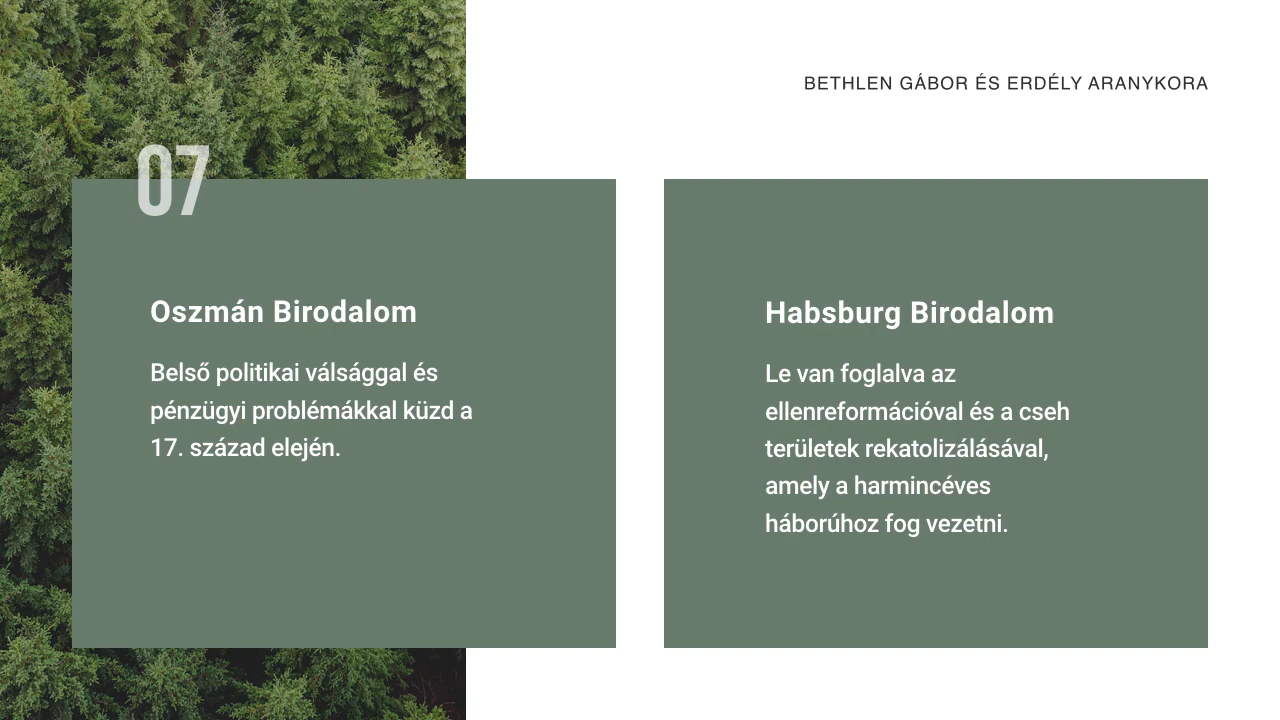 BETHLEN GÁBOR ÉS ERDÉLY ARANYKORA
07
Oszmán Birodalom
Belső politikai válsággal és
pénzügyi problémákkal küzd a
17. század elején.
Habsburg Birodalom
Le van foglalva az
ellenreformációval és a cseh
területek rekatolizálásával,
amely a harmincéves
háborúhoz fog vezetni.